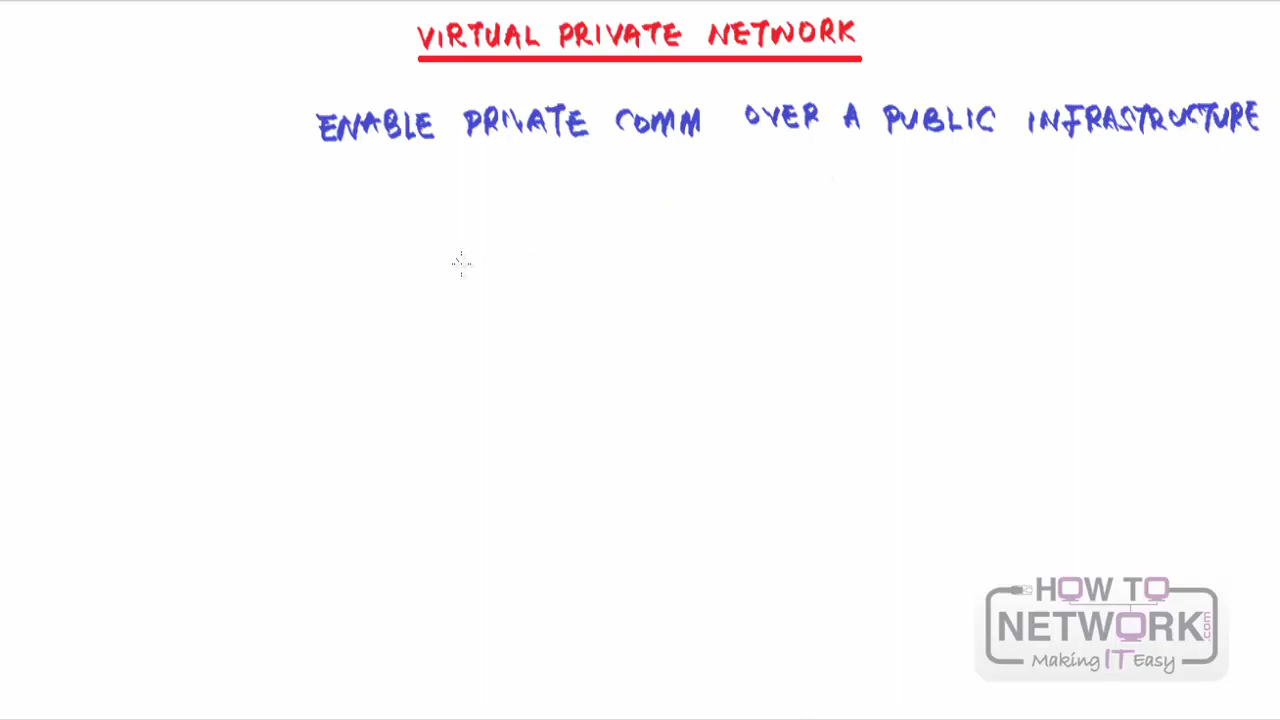 VIRTUAL PRIVATE NETWORK
ENABLE PRIVATE COMM OVER A PUBLIC INFRASTRUCTURE
HOW TO
NETWORK.com
Making IT Easy